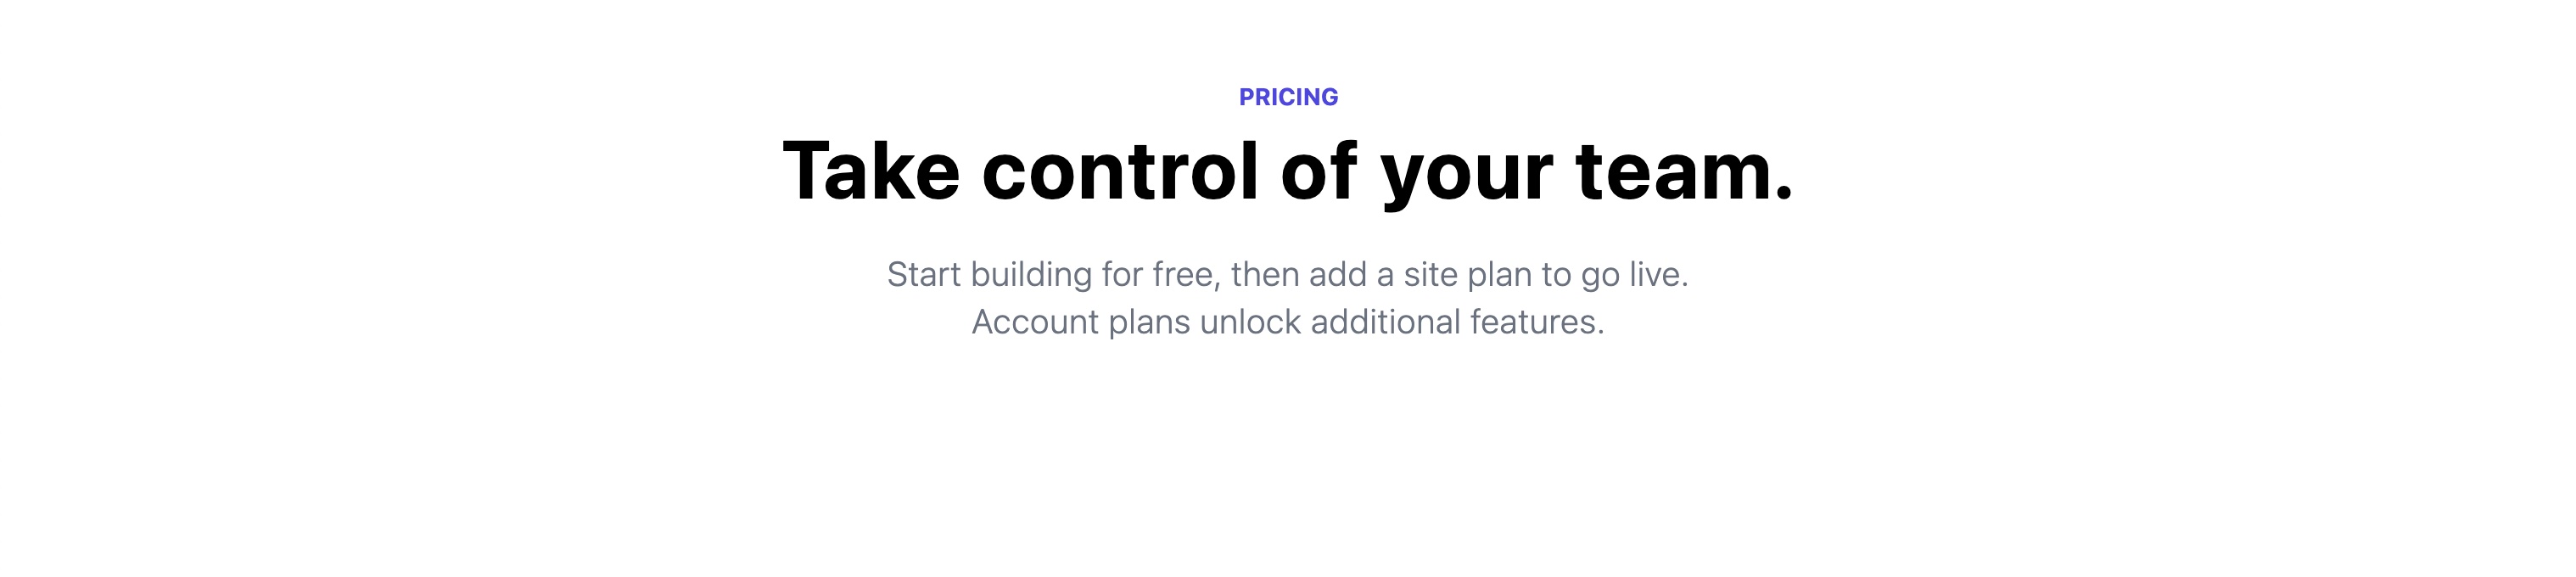 PRICING
Take control of your team.
Start building for free, then add a site plan to go live.
Account plans unlock additional features.